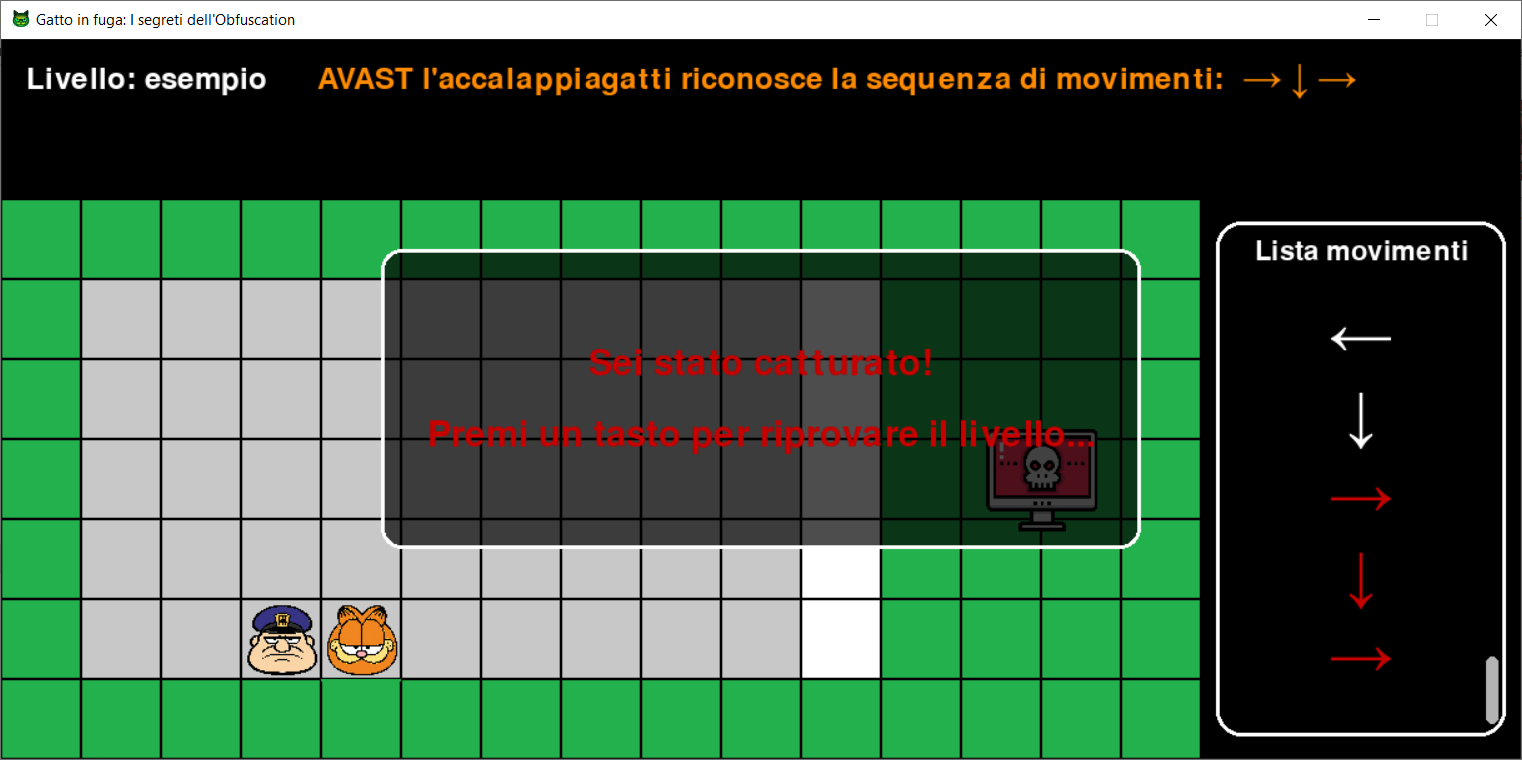 Gatto in fuga: I segreti dell'Obfuscation
Livello: esempio
AVAST l'accalappiagatti riconosce la sequenza di movimenti: → ↓ →
Sei stato catturato!
Premi un tasto per riprovare il livello...
Lista movimenti
←
↓
→
↓
→